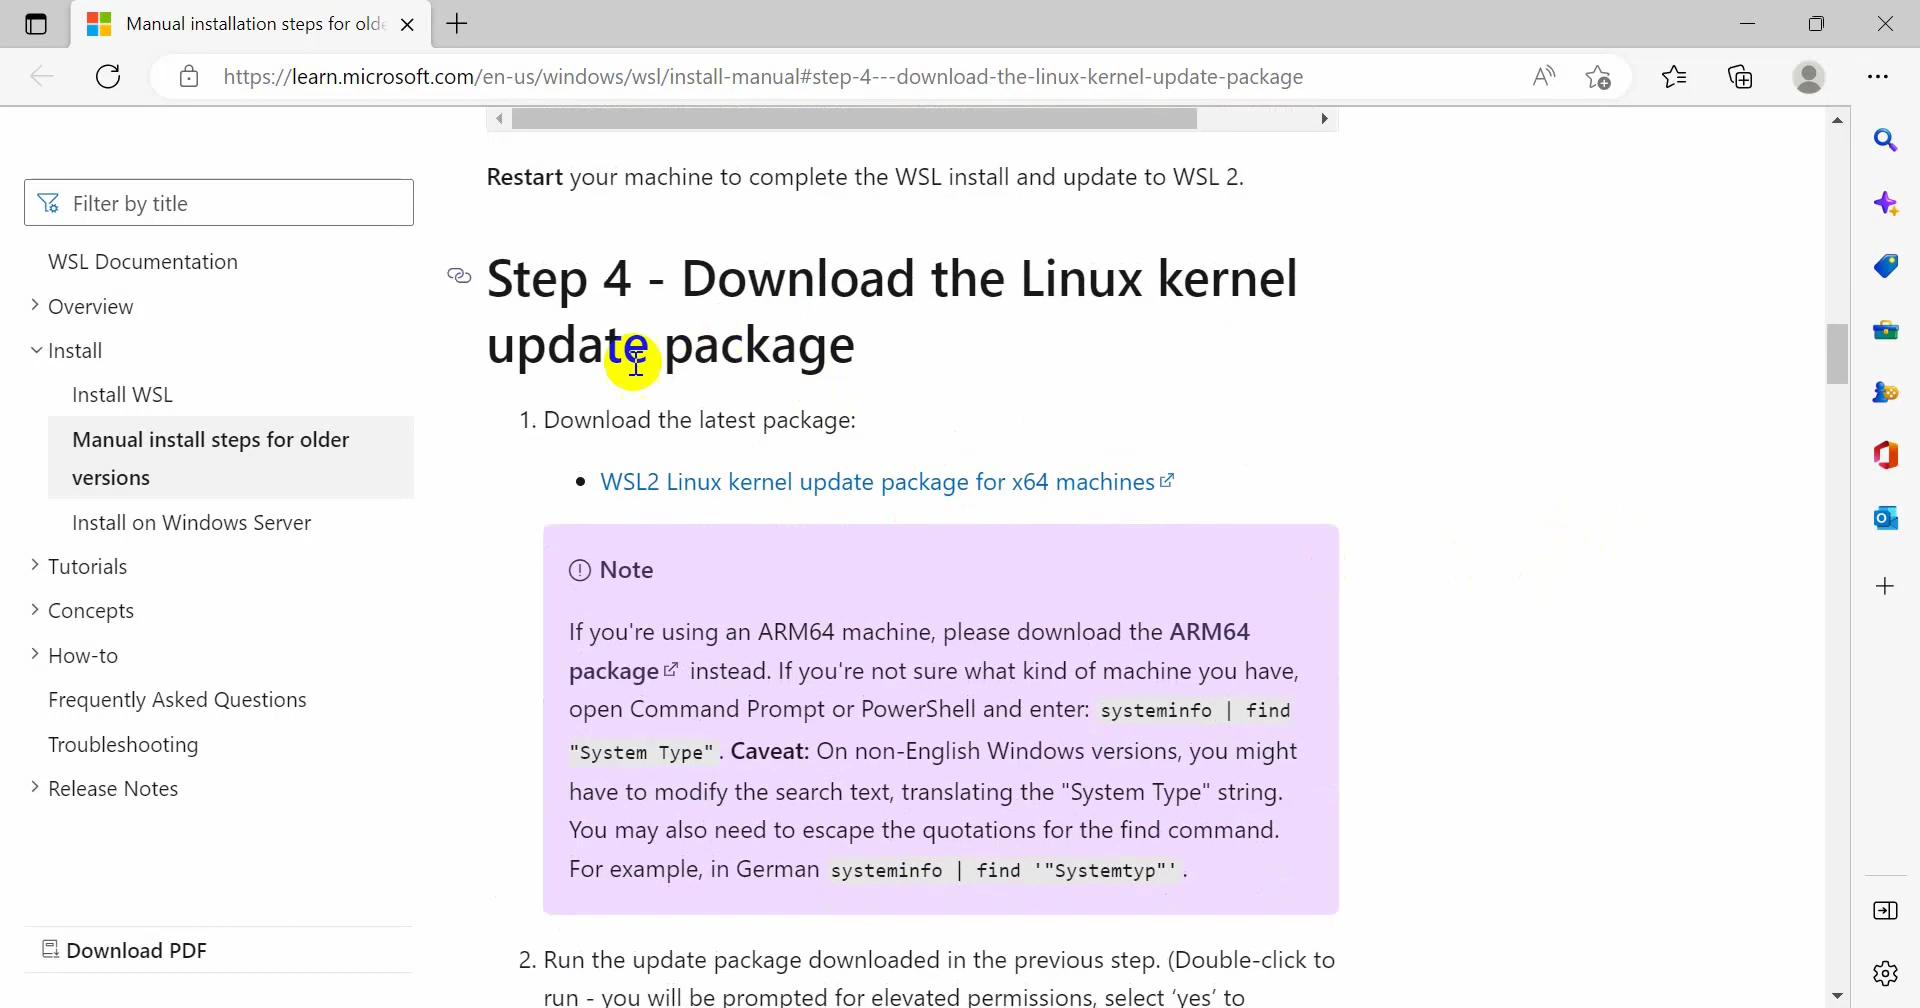 Manual installation steps for olde
https://learn.microsoft.com/en-us/windows/wsl/install-manual#step-4---download-the-linux-kernel-update-package
Filter by title
WSL Documentation
Overview
Install
Install WSL
Manual install steps for older
versions
Install on Windows Server
Tutorials
Concepts
How-to
Frequently Asked Questions
Troubleshooting
Release Notes
Download PDF
Restart your machine to complete the WSL install and update to WSL 2.
Step 4 - Download the Linux kernel
update package
1. Download the latest package:
• WSL2 Linux kernel update package for x64 machines
Note
If you're using an ARM64 machine, please download the ARM64
package instead. If you're not sure what kind of machine you have,
open Command Prompt or PowerShell and enter: systeminfo | find
"System Type". Caveat: On non-English Windows versions, you might
have to modify the search text, translating the "System Type" string.
You may also need to escape the quotations for the find command.
For example, in German systeminfo | find '"Systemtyp"'.
2. Run the update package downloaded in the previous step. (Double-click to
run - you will be prompted for elevated permissions, select ‘yes’ to